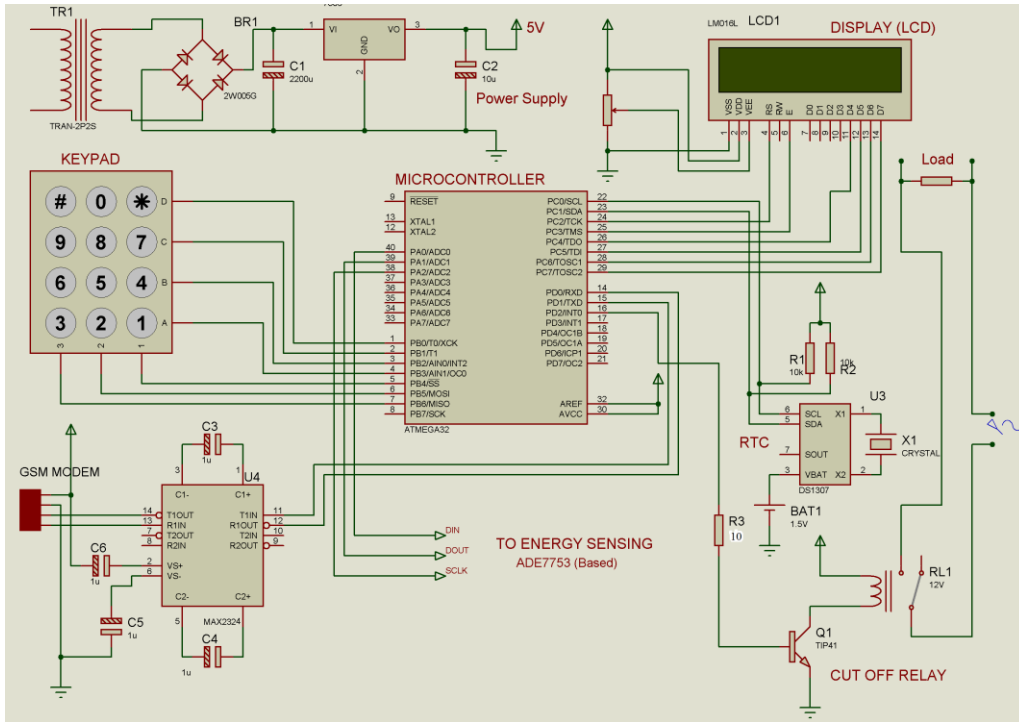 TR1
TRAN-2P2S
BR1
2W005G
C1
2200u
1 VI VO 3
GND
2
C2
10u
5V
Power Supply
LM016L LCD1
DISPLAY (LCD)
VSS VDD VEE RS RW E D0 D1 D2 D3 D4 D5 D6 D7
1 2 3 4 5 6 7 8 9 10 11 12 13 14
KEYPAD
# 0 * D
9 8 7 C
6 5 4 B
3 2 1 A
3 2 1
MICROCONTROLLER
9 RESET
13 XTAL1
12 XTAL2
40 PA0/ADC0
39 PA1/ADC1
38 PA2/ADC2
37 PA3/ADC3
36 PA4/ADC4
35 PA5/ADC5
34 PA6/ADC6
33 PA7/ADC7
1 PB0/T0/XCK
2 PB1/T1
3 PB2/AIN0/INT2
4 PB3/AIN1/OC0
5 PB4/SS
6 PB5/MOSI
7 PB6/MISO
8 PB7/SCK
PC0/SCL 22
PC1/SDA 23
PC2/TCK 24
PC3/TMS 25
PC4/TDO 26
PC5/TDI 27
PC6/TOSC1 28
PC7/TOSC2 29
PD0/RXD 14
PD1/TXD 15
PD2/INT0 16
PD3/INT1 17
PD4/OC1B 18
PD5/OC1A 19
PD6/ICP1 20
PD7/OC2 21
AREF 32
AVCC 30
ATMEGA32
Load
R1
10k
10k
R2
U3
6 SCL X1 1
5 SDA
7 SOUT
3 VBAT X2 2
DS1307
RTC
X1
CRYSTAL
BAT1
1.5V
GSM MODEM
C3
1u
3 1
U4
C1- C1+
14 T1OUT T1IN 11
13 R1IN R1OUT 12
7 T2OUT T2IN 10
8 R2IN R2OUT 9
2 VS+
6 VS-
C2- C2+
5 4
MAX2324
C6
1u
C5
1u
C4
1u
DIN
DOUT
SCLK
TO ENERGY SENSING
ADE7753 (Based)
R3
10
RL1
12V
Q1
TIP41
CUT OFF RELAY